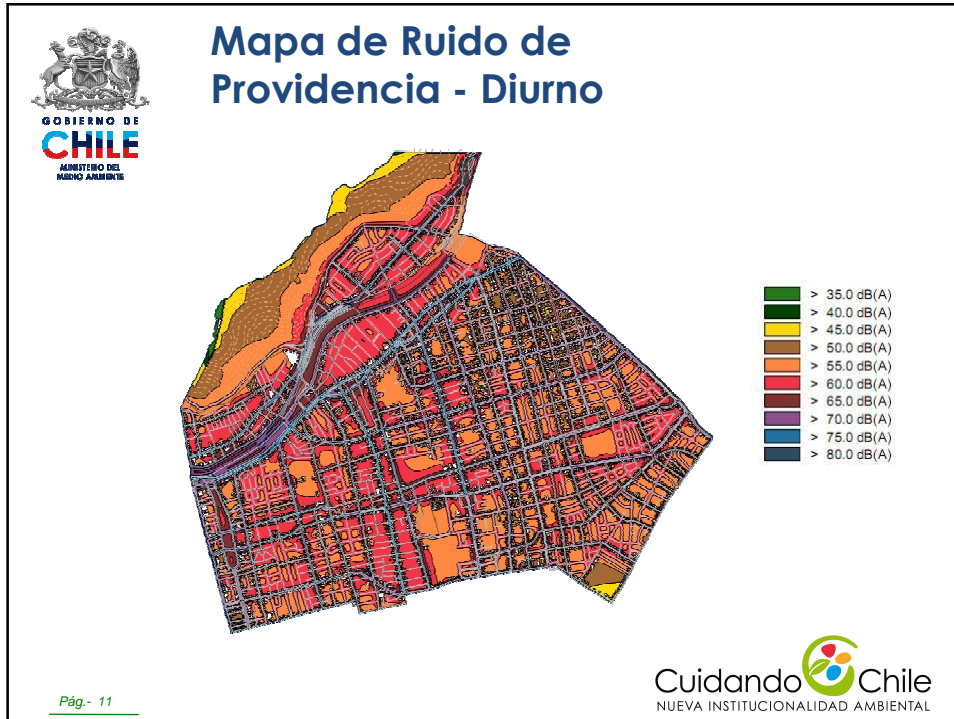 Mapa de Ruido de
Providencia - Diurno
GOBIERNO DE
CHILE
MINISTERIO DEL
MEDIO AMBIENTE
> 35.0 dB(A)
> 40.0 dB(A)
> 45.0 dB(A)
> 50.0 dB(A)
> 55.0 dB(A)
> 60.0 dB(A)
> 65.0 dB(A)
> 70.0 dB(A)
> 75.0 dB(A)
> 80.0 dB(A)
Pág.- 11
Cuidando Chile
NUEVA INSTITUCIONALIDAD AMBIENTAL